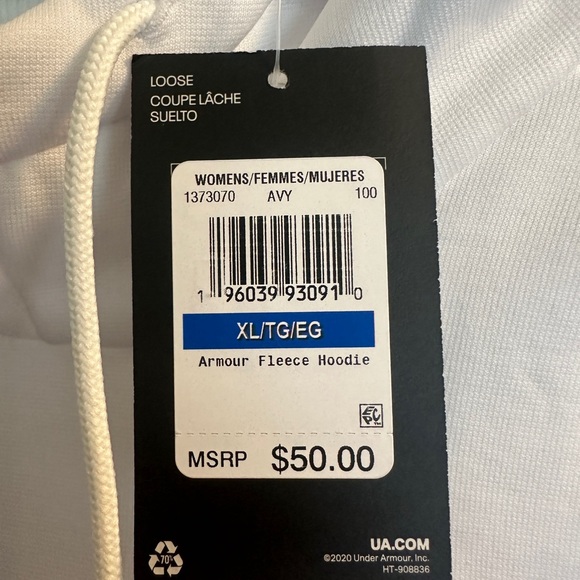 LOOSE
COUPE LÂCHE
SUELTO
WOMENS/FEMMES/MUJERES
1373070 AVY 100
1 96039 93091 0
XL/TG/EG
Armour Fleece Hoodie
MSRP $50.00
70%
UA.COM
©2020 Under Armour, Inc.
HT-908836